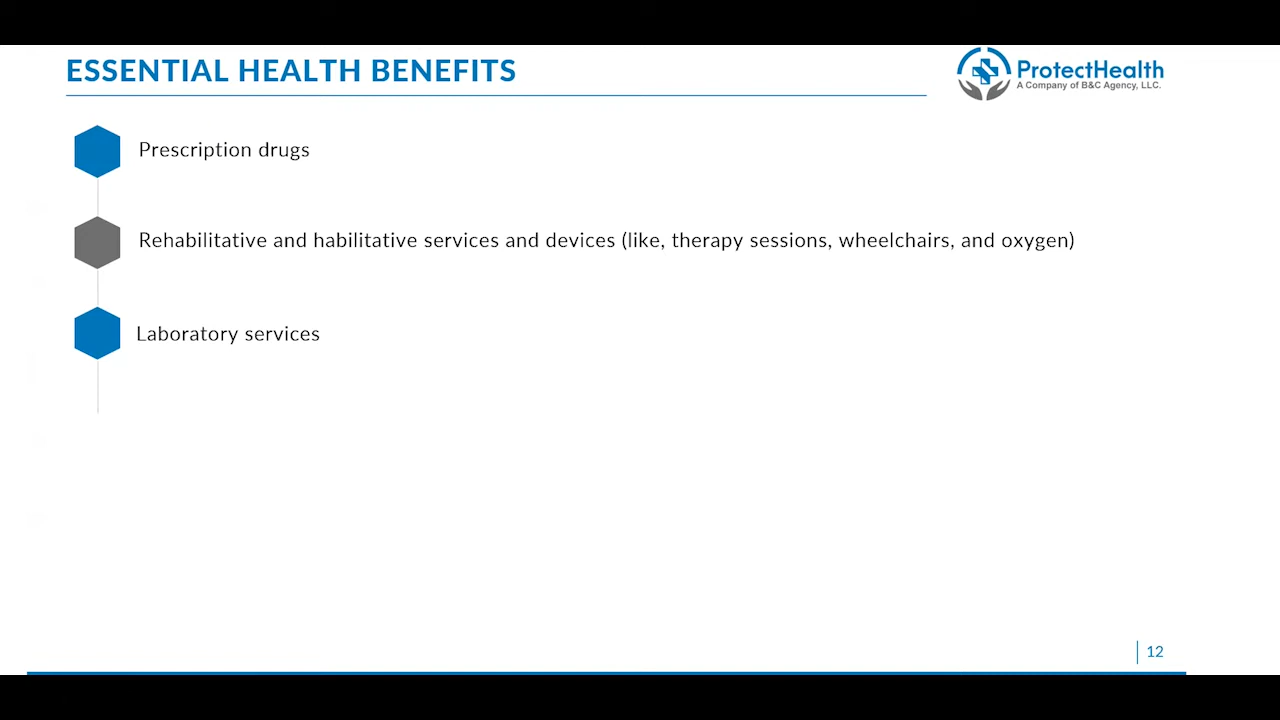 ESSENTIAL HEALTH BENEFITS
ProtectHealth
A Company of B&C Agency, LLC.
Prescription drugs
Rehabilitative and habilitative services and devices (like, therapy sessions, wheelchairs, and oxygen)
Laboratory services
12